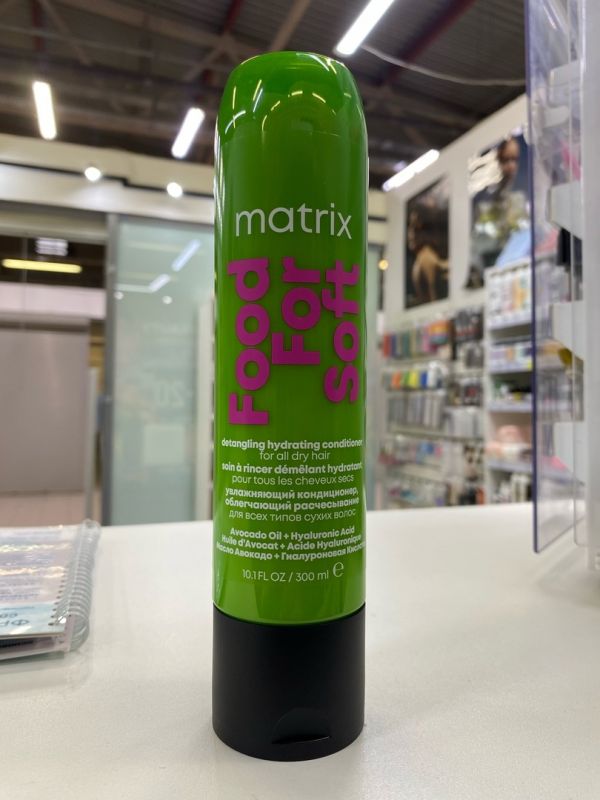 matrix
Food
For
Soft
detangling hydrating conditioner
for all dry hair
soin à rincer démêlant hydratant
pour tous les cheveux secs
увлажняющий кондиционер,
облегчающий расчесывание
для всех типов сухих волос
Avocado Oil + Hyaluronic Acid
Huile d'Avocat + Acide Hyaluronique
Масло Авокадо + Гиалуроновая Кислота
10.1 FL OZ / 300 ml ℮